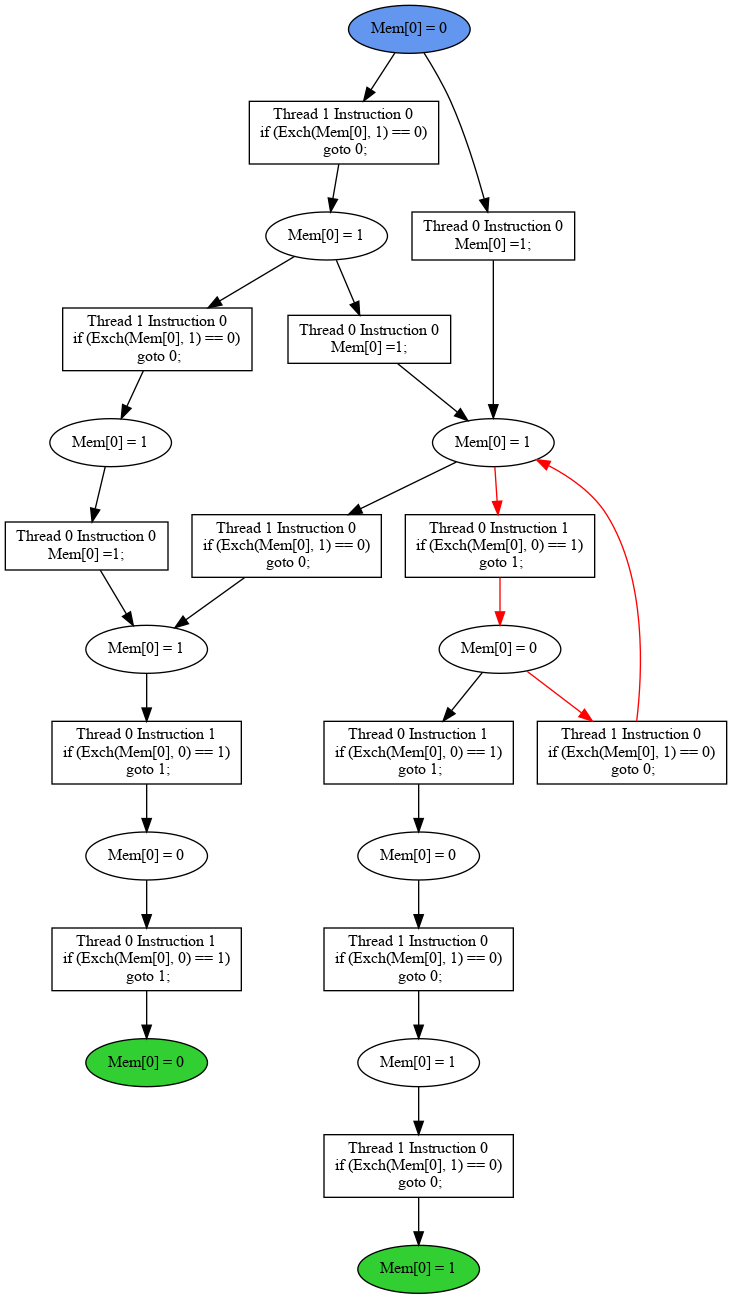 Mem[0] = 0
Thread 1 Instruction 0
if (Exch(Mem[0], 1) == 0)
goto 0;
Mem[0] = 1
Thread 0 Instruction 0
Mem[0] =1;
Thread 1 Instruction 0
if (Exch(Mem[0], 1) == 0)
goto 0;
Thread 0 Instruction 0
Mem[0] =1;
Mem[0] = 1
Mem[0] = 1
Thread 0 Instruction 0
Mem[0] =1;
Thread 1 Instruction 0
if (Exch(Mem[0], 1) == 0)
goto 0;
Thread 0 Instruction 1
if (Exch(Mem[0], 0) == 1)
goto 1;
Mem[0] = 1
Mem[0] = 0
Thread 0 Instruction 1
if (Exch(Mem[0], 0) == 1)
goto 1;
Thread 0 Instruction 1
if (Exch(Mem[0], 0) == 1)
goto 1;
Thread 1 Instruction 0
if (Exch(Mem[0], 1) == 0)
goto 0;
Mem[0] = 0
Mem[0] = 0
Thread 0 Instruction 1
if (Exch(Mem[0], 0) == 1)
goto 1;
Thread 1 Instruction 0
if (Exch(Mem[0], 1) == 0)
goto 0;
Mem[0] = 0
Mem[0] = 1
Thread 1 Instruction 0
if (Exch(Mem[0], 1) == 0)
goto 0;
Mem[0] = 1